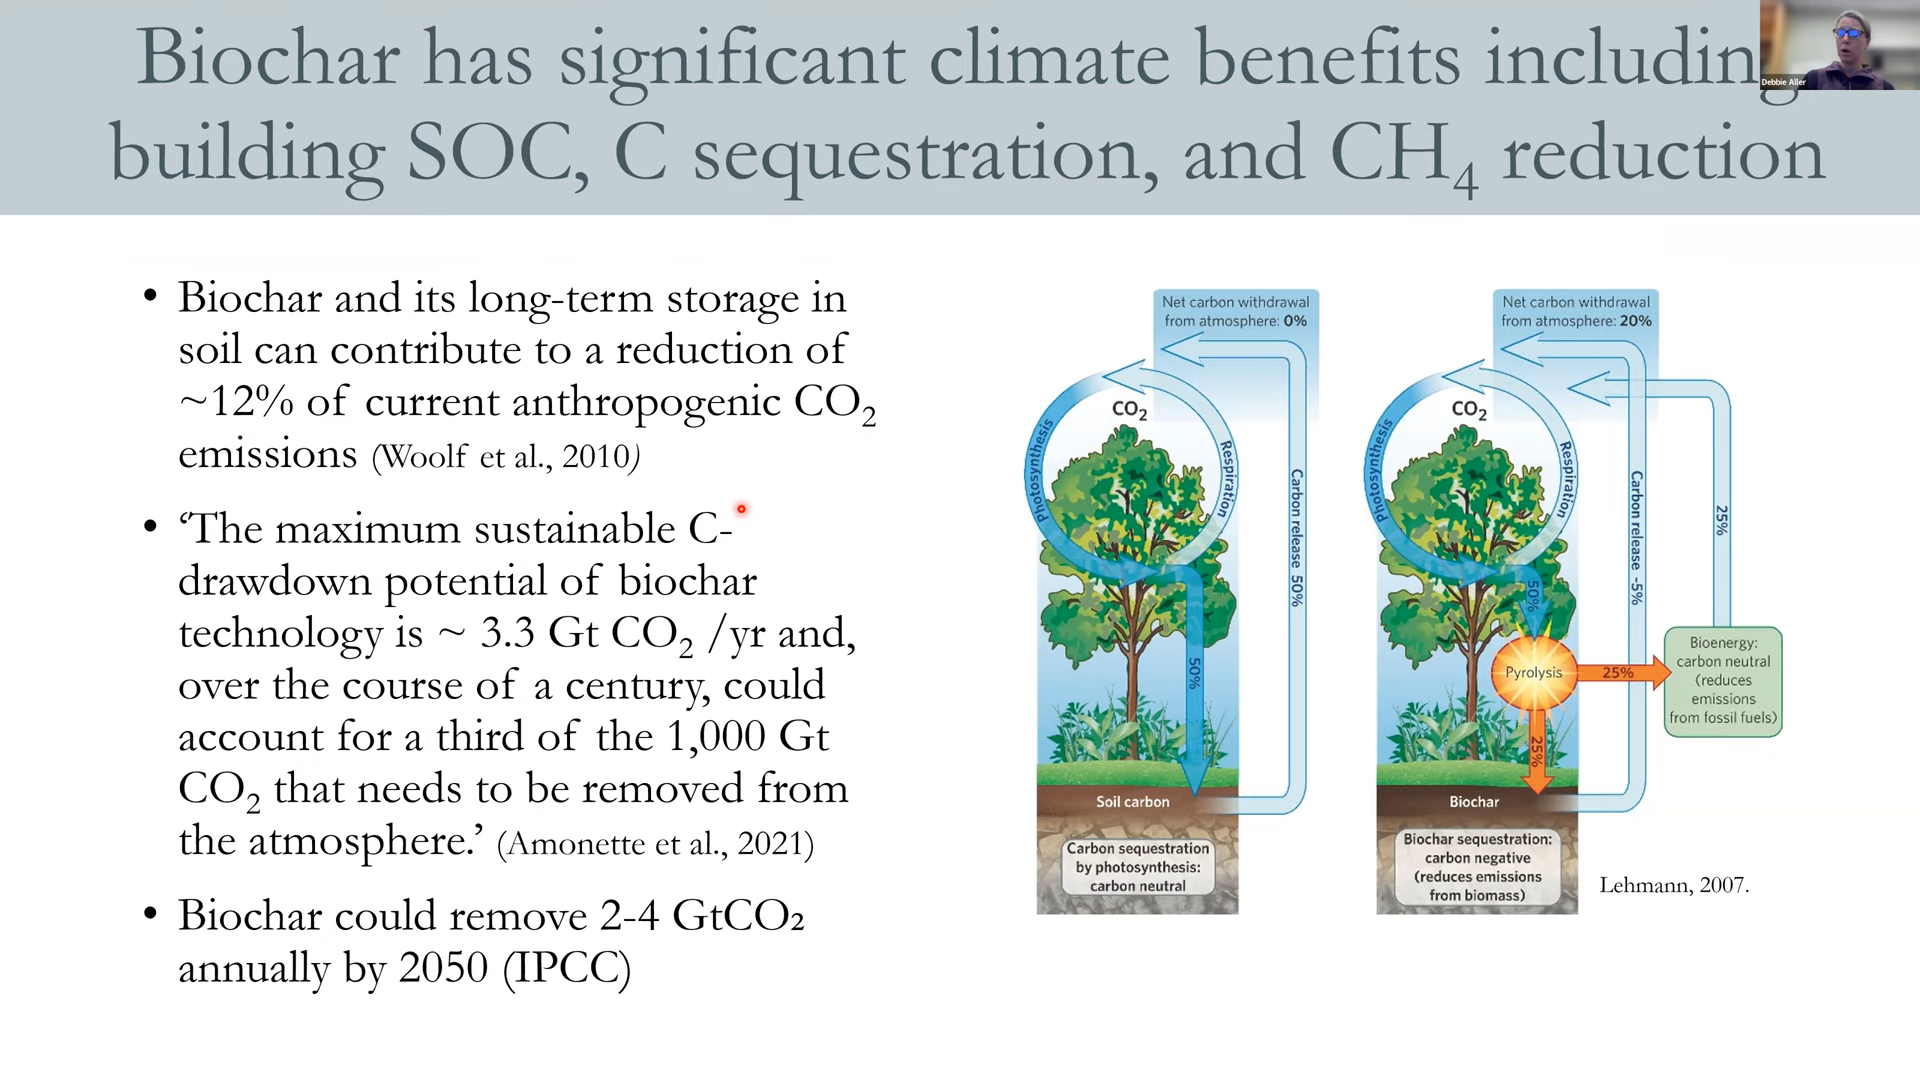 Biochar has significant climate benefits including
building SOC, C sequestration, and CH₄ reduction
Debbie Aller
• Biochar and its long-term storage in
soil can contribute to a reduction of
~12% of current anthropogenic CO₂
emissions (Woolf et al., 2010)
• ‘The maximum sustainable C-
drawdown potential of biochar
technology is ~ 3.3 Gt CO₂ /yr and,
over the course of a century, could
account for a third of the 1,000 Gt
CO₂ that needs to be removed from
the atmosphere.’ (Amonette et al., 2021)
• Biochar could remove 2-4 GtCO₂
annually by 2050 (IPCC)
Net carbon withdrawal
from atmosphere: 0%
CO₂
Photosynthesis
Respiration
Carbon release 50%
50%
Soil carbon
Carbon sequestration
by photosynthesis:
carbon neutral
Net carbon withdrawal
from atmosphere: 20%
CO₂
Photosynthesis
Respiration
Carbon release ~5%
25%
50%
Pyrolysis
25%
25%
Bioenergy:
carbon neutral
(reduces
emissions
from fossil fuels)
Biochar
Biochar sequestration:
carbon negative
(reduces emissions
from biomass)
Lehmann, 2007.